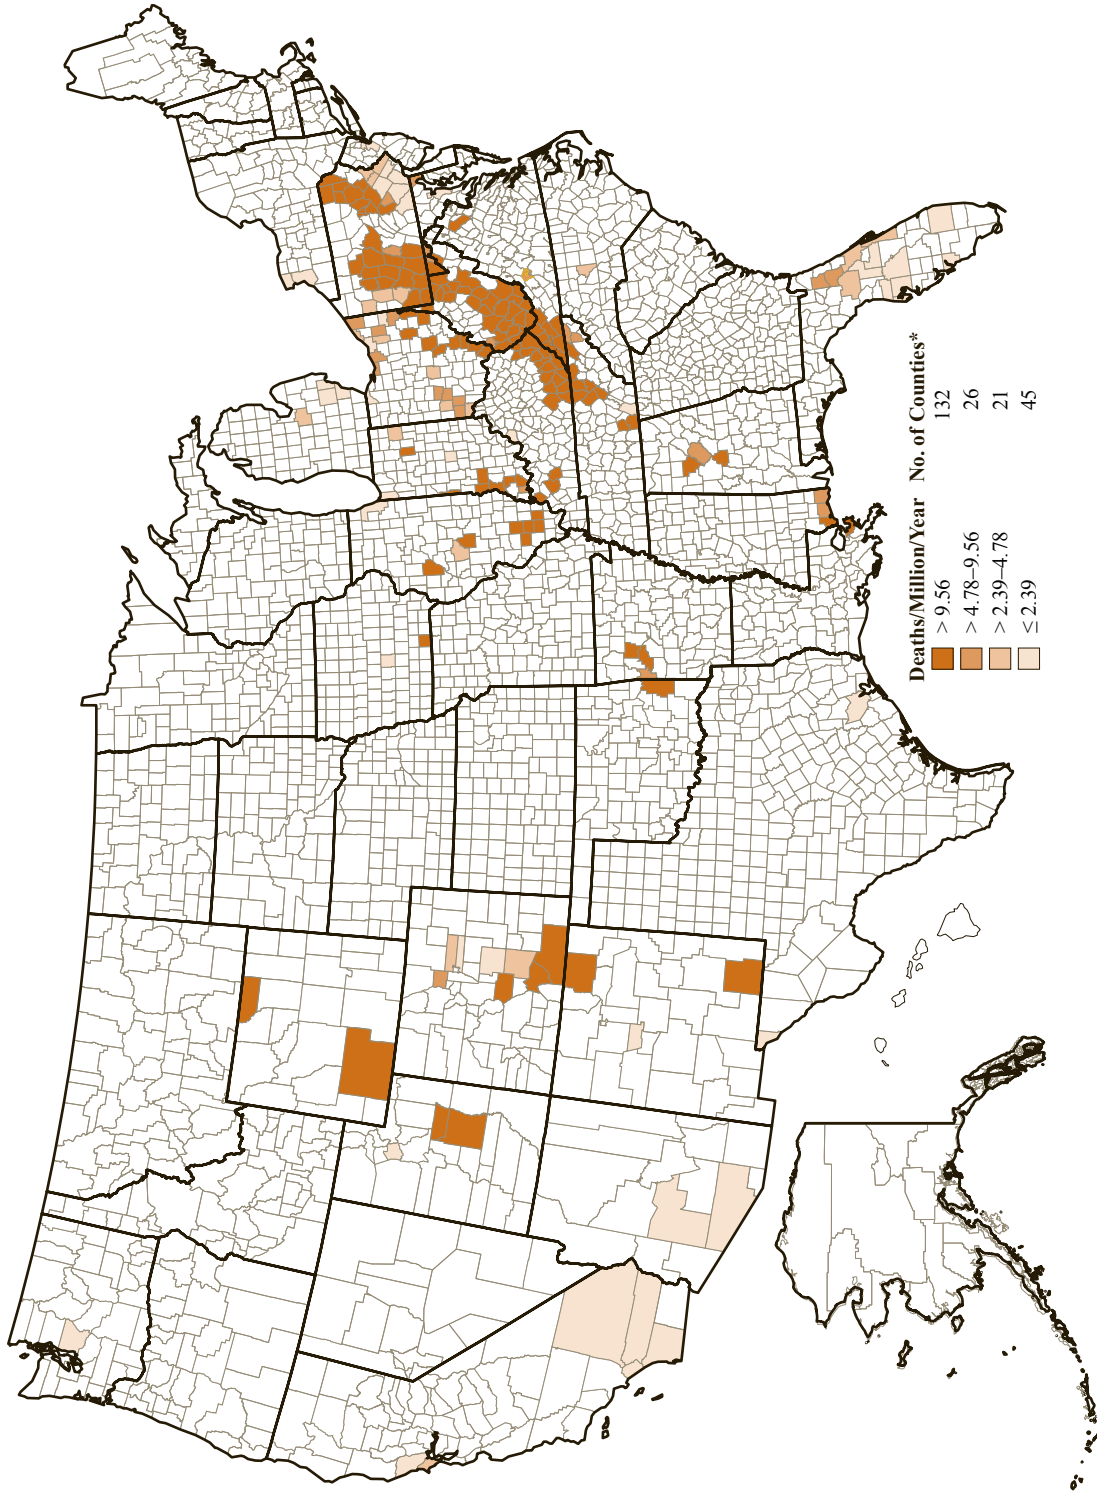 Deaths/Million/Year No. of Counties*
> 9.56 132
> 4.78–9.56 26
> 2.39–4.78 21
≤ 2.39 45